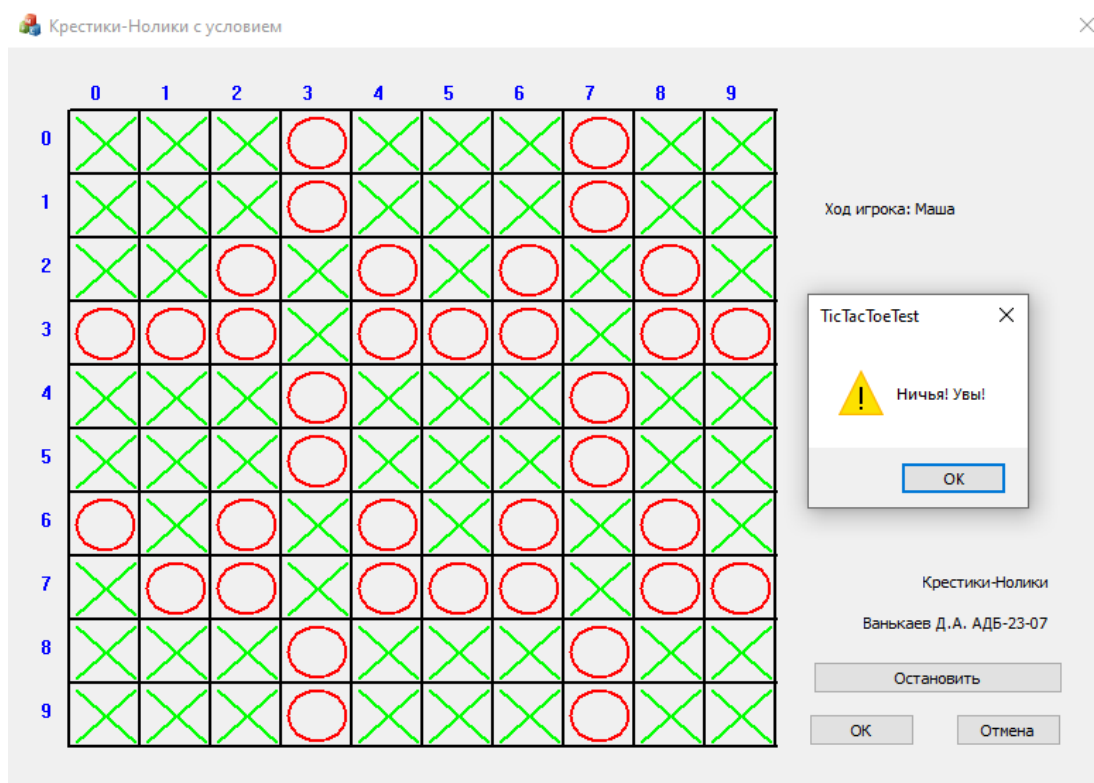 Крестики-Нолики с условием
0 1 2 3 4 5 6 7 8 9
0
1
Ход игрока: Маша
2
3
TicTacToeTest
4
Ничья! Увы!
5
OK
6
7
Крестики-Нолики
Ванькаев Д.А. АДБ-23-07
8
Остановить
9
OK
Отмена